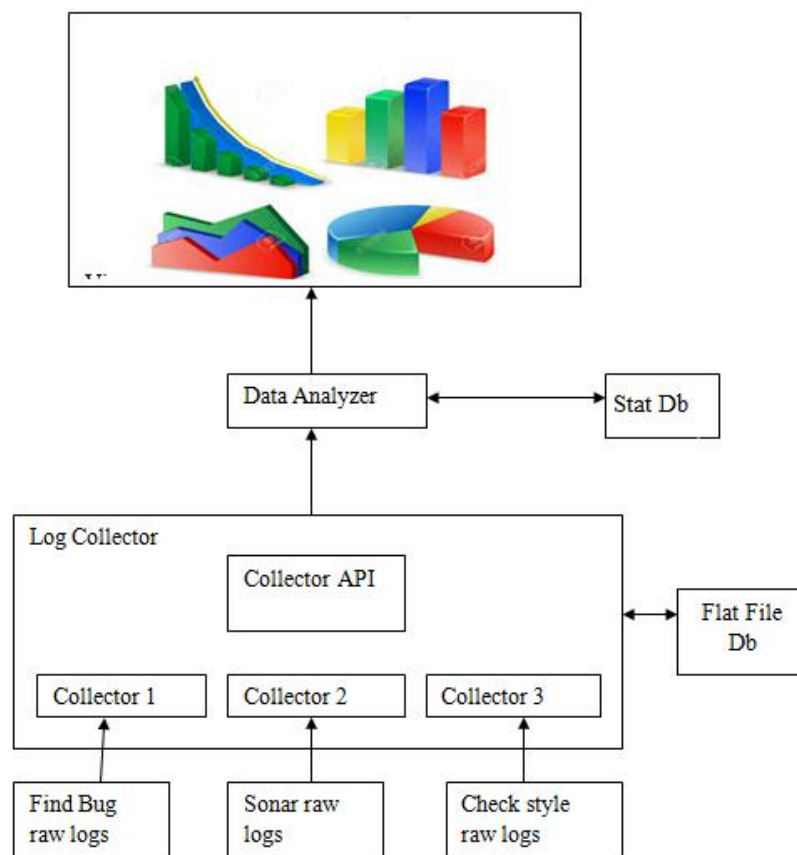 Data Analyzer
Stat Db
Log Collector
Collector API
Flat File
Db
Collector 1
Collector 2
Collector 3
Find Bug
raw logs
Sonar raw
logs
Check style
raw logs